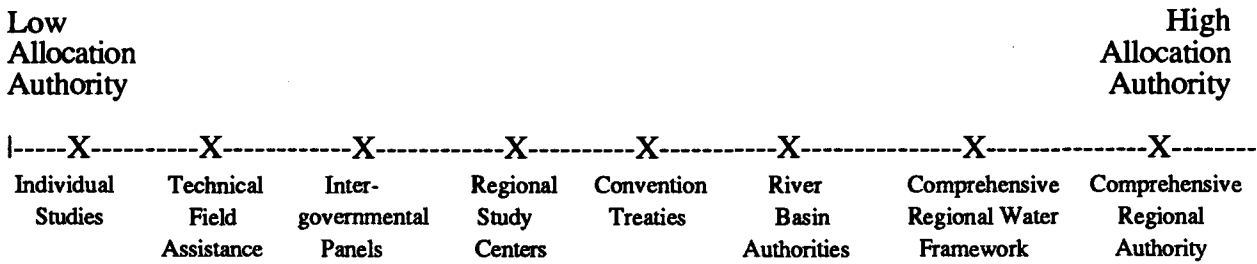 Low High
Allocation Allocation
Authority Authority
|-----X----------X-----------X------------X----------X-----------X---------------X---------------X--------
Individual Technical Inter- Regional Convention River Comprehensive Comprehensive
Studies Field governmental Study Treaties Basin Regional Water Regional
Assistance Panels Centers Authorities Framework Authority